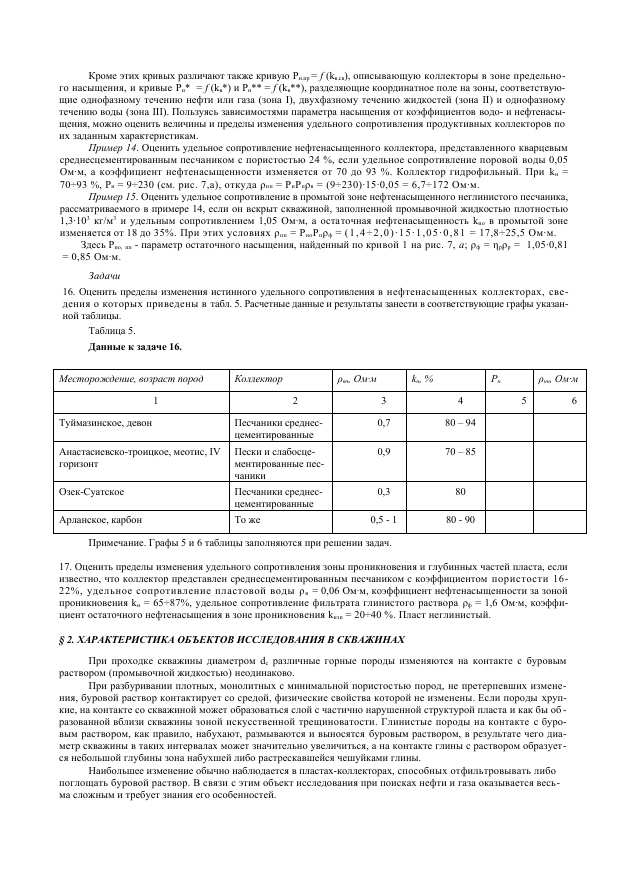 Кроме этих кривых различают также кривую Pн.пр = f (kв.св), описывающую коллекторы в зоне предельно-
го насыщения, и кривые Pн* = f (kв*) и Pн** = f (kв**), разделяющие координатное поле на зоны, соответствую-
щие однофазному течению нефти или газа (зона I), двухфазному течению жидкостей (зона II) и однофазному
течению воды (зона III). Пользуясь зависимостями параметра насыщения от коэффициентов водо- и нефтенасы-
щения, можно оценить величины и пределы изменения удельного сопротивления продуктивных коллекторов по
их заданным характеристикам.
Пример 14. Оценить удельное сопротивление нефтенасыщенного коллектора, представленного кварцевым
среднесцементированным песчаником с пористостью 24 %, если удельное сопротивление поровой воды 0,05
Ом·м, а коэффициент нефтенасыщенности изменяется от 70 до 93 %. Коллектор гидрофильный. При kн =
70÷93 %, Pн = 9÷230 (см. рис. 7,а), откуда ρнп = PнPпρв = (9÷230)·15·0,05 = 6,7÷172 Ом·м.
Пример 15. Оценить удельное сопротивление в промытой зоне нефтенасыщенного неглинистого песчаника,
рассматриваемого в примере 14, если он вскрыт скважиной, заполненной промывочной жидкостью плотностью
1,3·10³ кг/м³ и удельным сопротивлением 1,05 Ом·м, а остаточная нефтенасыщенность kно в промытой зоне
изменяется от 18 до 35%. При этих условиях ρпп = PноPпρф = (1,4÷2,0)·15·1,05·0,81 = 17,8÷25,5 Ом·м.
Здесь Pно, пп - параметр остаточного насыщения, найденный по кривой 1 на рис. 7, а; ρф = ηρρр = 1,05·0,81
= 0,85 Ом·м.
Задачи
16. Оценить пределы изменения истинного удельного сопротивления в нефтенасыщенных коллекторах, све-
дения о которых приведены в табл. 5. Расчетные данные и результаты занести в соответствующие графы указан-
ной таблицы.
Таблица 5.
Данные к задаче 16.
Месторождение, возраст пород Коллектор ρвп, Ом·м kн, % Pн ρнп, Ом·м
1 2 3 4 5 6
Туймазинское, девон Песчаники среднес- 0,7 80 – 94
цементированные
Анастасиевско-троицкое, меотис, IV Пески и слабосце- 0,9 70 – 85
горизонт ментированные пес-
чаники
Озек-Суатское Песчаники среднес- 0,3 80
цементированные
Арланское, карбон То же 0,5 - 1 80 - 90
Примечание. Графы 5 и 6 таблицы заполняются при решении задач.
17. Оценить пределы изменения удельного сопротивления зоны проникновения и глубинных частей пласта, если
известно, что коллектор представлен среднесцементированным песчаником с коэффициентом пористости 16-
22%, удельное сопротивление пластовой воды ρв = 0,06 Ом·м, коэффициент нефтенасыщенности за зоной
проникновения kн = 65÷87%, удельное сопротивление фильтрата глинистого раствора ρф = 1,6 Ом·м, коэффи-
циент остаточного нефтенасыщения в зоне проникновения kнзп = 20÷40 %. Пласт неглинистый.
§ 2. ХАРАКТЕРИСТИКА ОБЪЕКТОВ ИССЛЕДОВАНИЯ В СКВАЖИНАХ
При проходке скважины диаметром dс различные горные породы изменяются на контакте с буровым
раствором (промывочной жидкостью) неодинаково.
При разбуривании плотных, монолитных с минимальной пористостью пород, не претерпевших измене-
ния, буровой раствор контактирует со средой, физические свойства которой не изменены. Если породы хруп-
кие, на контакте со скважиной может образоваться слой с частично нарушенной структурой пласта и как бы об-
разованной вблизи скважины зоной искусственной трещиноватости. Глинистые породы на контакте с буро-
вым раствором, как правило, набухают, размываются и выносятся буровым раствором, в результате чего диа-
метр скважины в таких интервалах может значительно увеличиться, а на контакте глины с раствором образует-
ся небольшой глубины зона набухшей либо растрескавшейся чешуйками глины.
Наибольшее изменение обычно наблюдается в пластах-коллекторах, способных отфильтровывать либо
поглощать буровой раствор. В связи с этим объект исследования при поисках нефти и газа оказывается весь-
ма сложным и требует знания его особенностей.